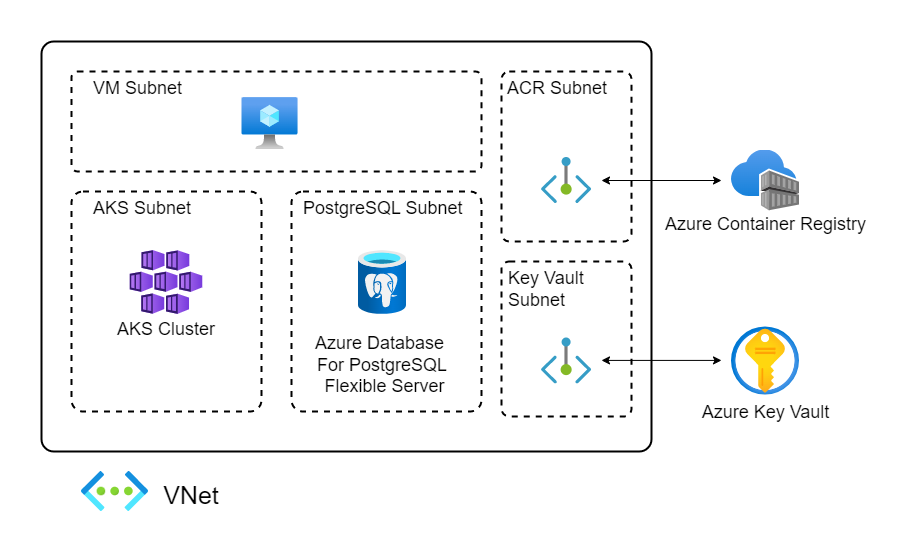 VM Subnet
ACR Subnet
AKS Subnet
PostgreSQL Subnet
Azure Container Registry
Key Vault
Subnet
AKS Cluster
Azure Database
For PostgreSQL
Flexible Server
Azure Key Vault
VNet